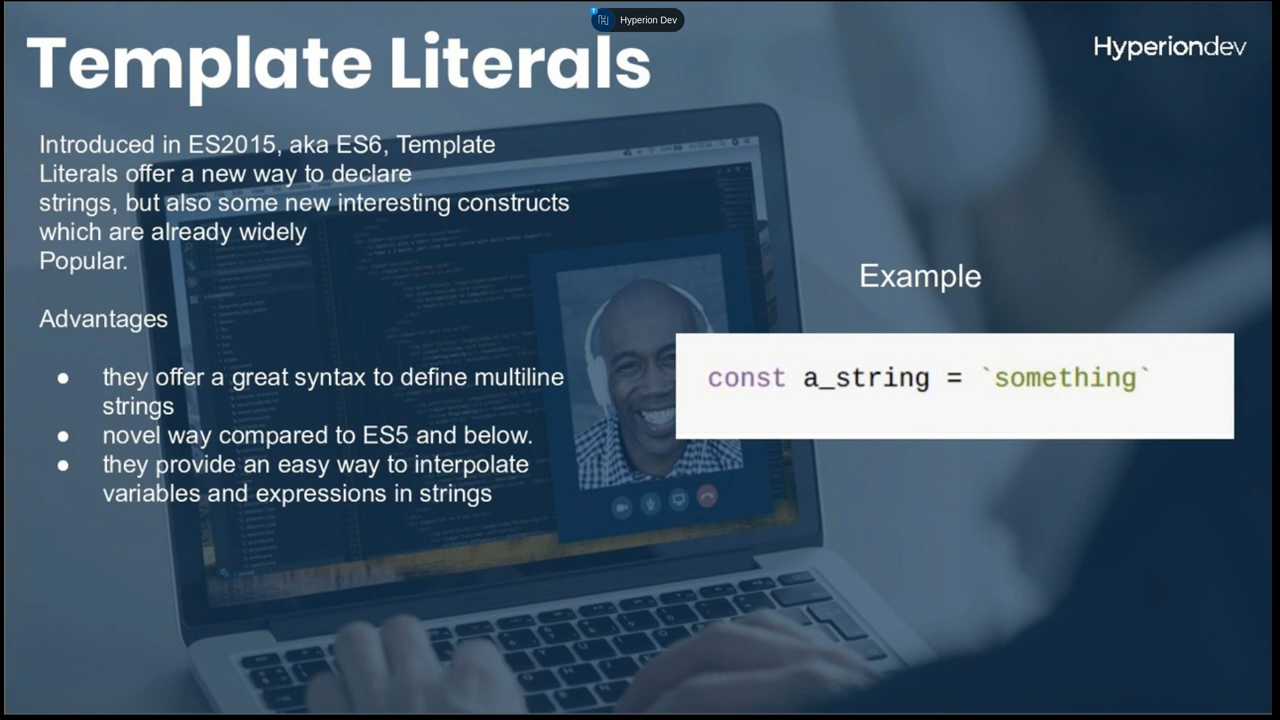 Hyperion Dev
Template Literals
Hyperiondev
Introduced in ES2015, aka ES6, Template
Literals offer a new way to declare
strings, but also some new interesting constructs
which are already widely
Popular.
Advantages
● they offer a great syntax to define multiline
strings
● novel way compared to ES5 and below.
● they provide an easy way to interpolate
variables and expressions in strings
Example
const a_string = `something`